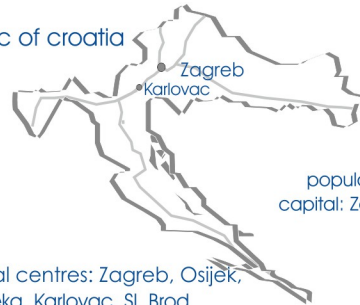 c of croatia
Zagreb
Karlovac
popul
capital: Z
al centres: Zagreb, Osijek,
eka, Karlovac, Sl. Brod